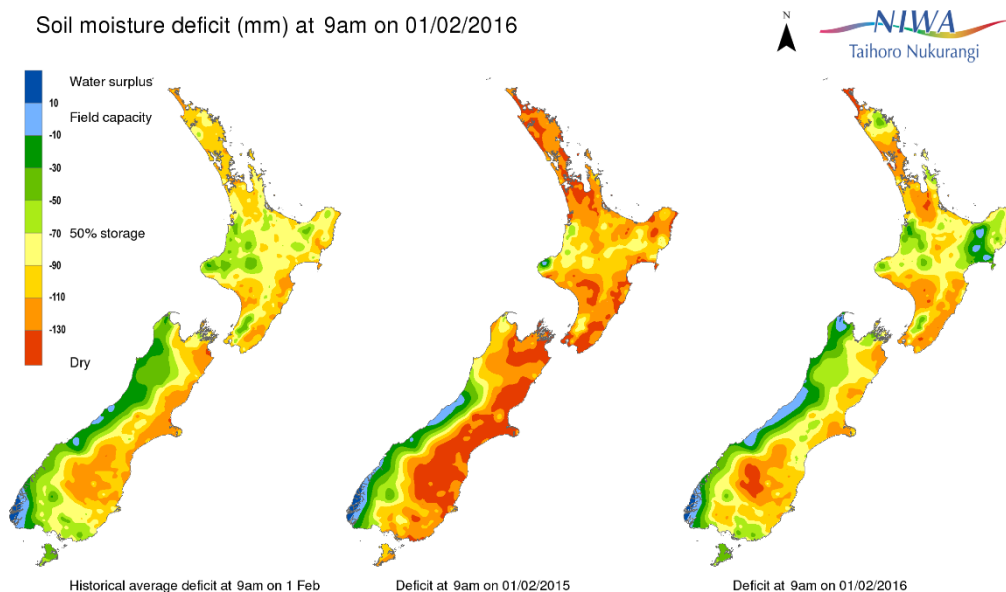 Soil moisture deficit (mm) at 9am on 01/02/2016
N
NIWA
Taihoro Nukurangi
Water surplus
10
Field capacity
-10
-30
-50
50% storage
-70
-90
-110
-130
Dry
Historical average deficit at 9am on 1 Feb
Deficit at 9am on 01/02/2015
Deficit at 9am on 01/02/2016